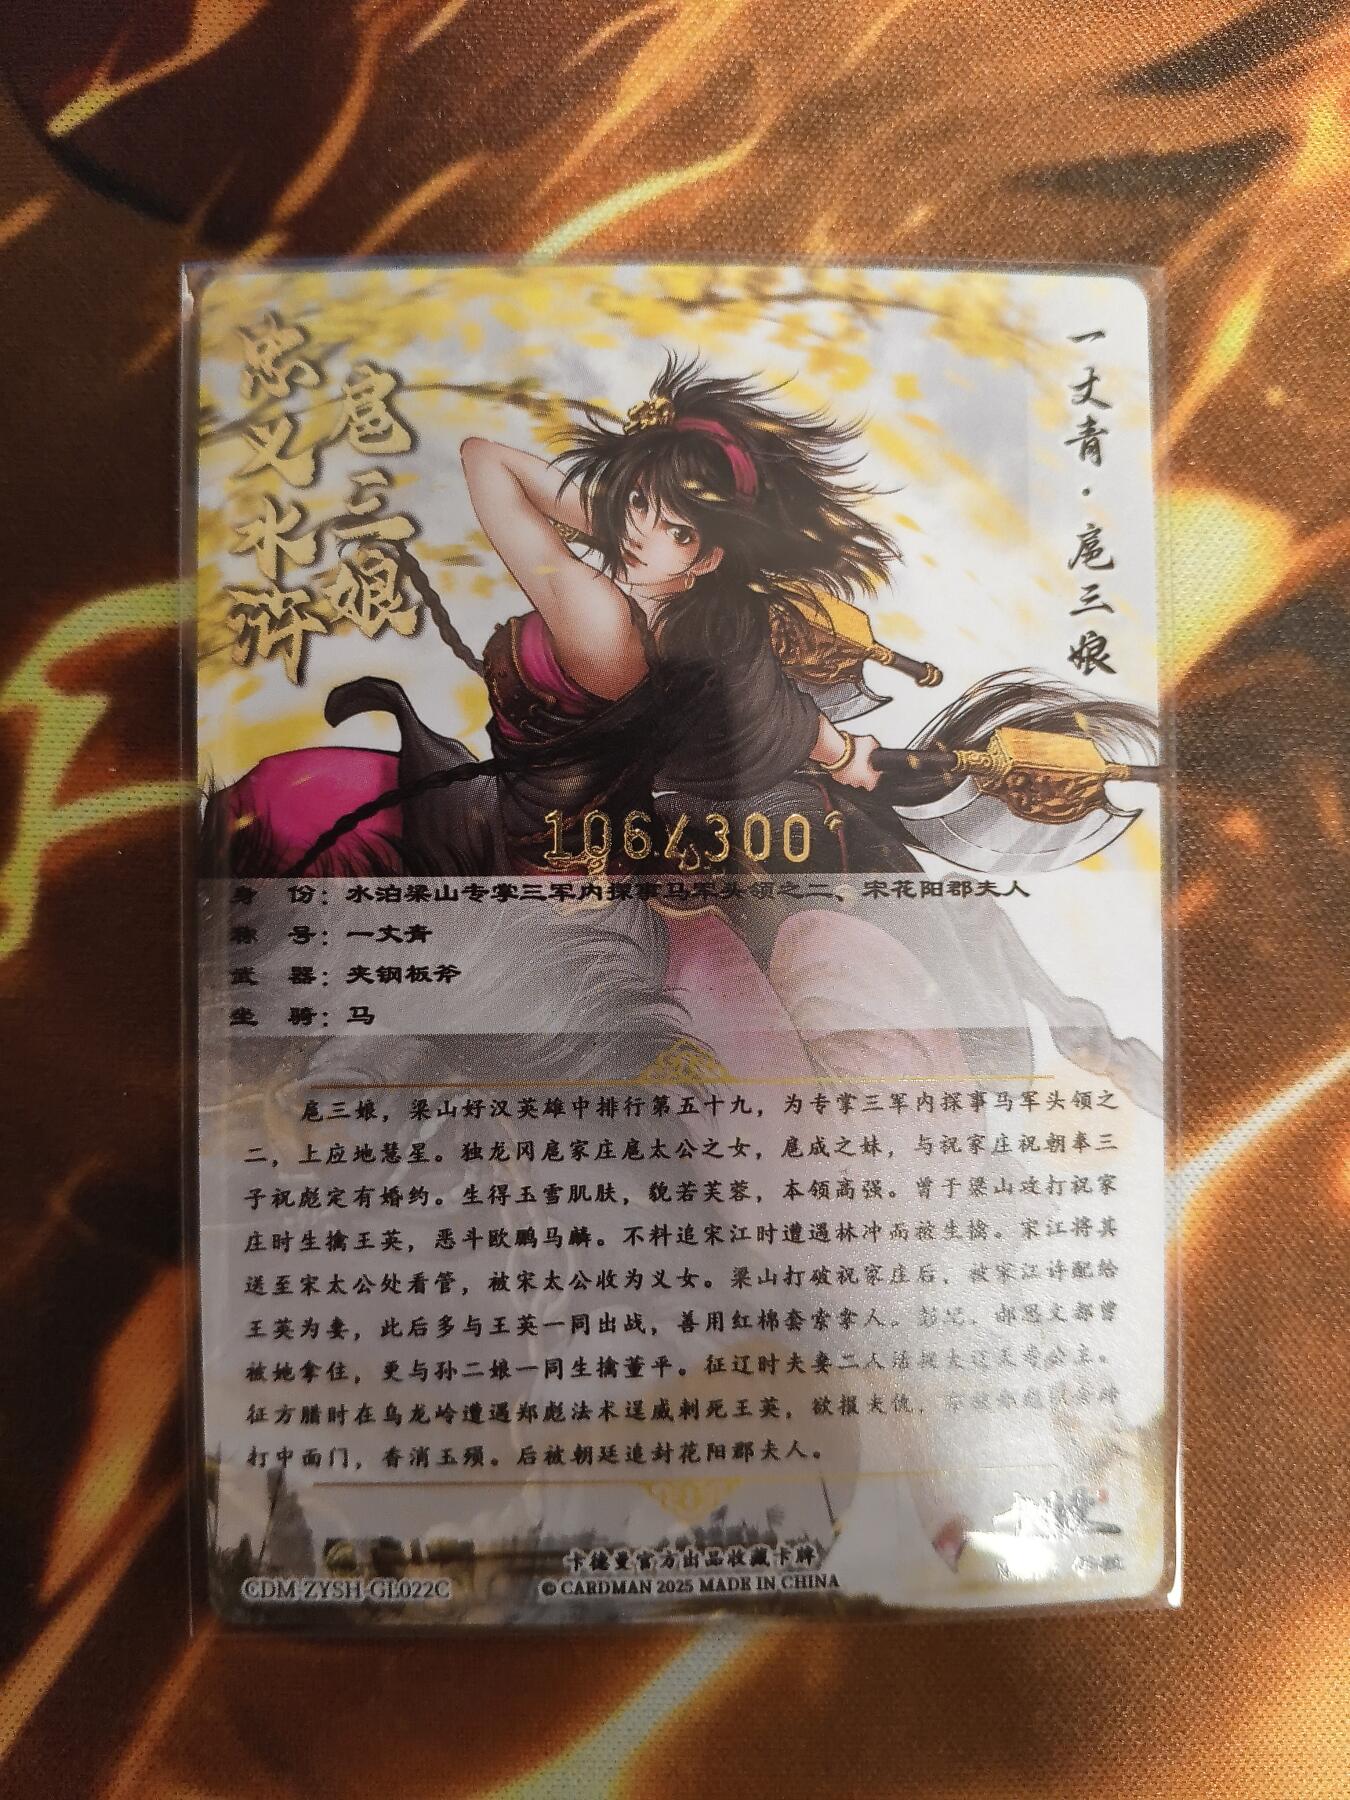 忠义水浒
扈三娘
一丈青·扈三娘
106/300
身 份：水泊梁山专掌三军内探事马军头领之二、宋花阳郡夫人
称 号：一丈青
武 器：夹钢板斧
坐 骑：马
扈三娘，梁山好汉英雄中排行第五十九，为专掌三军内探事马军头领之
二，上应地慧星。独龙冈扈家庄扈太公之女，扈成之妹，与祝家庄祝朝奉三
子祝彪定有婚约。生得玉雪肌肤，貌若芙蓉，本领高强。曾于梁山攻打祝家
庄时生擒王英，恶斗欧鹏马麟。不料追宋江时遭遇林冲而被生擒。宋江将其
送至宋太公处看管，被宋太公收为义女。梁山打破祝家庄后，被宋江许配给
王英为妻，此后多与王英一同出战，善用红棉套索拿人。彭玘、郝思文都曾
被她拿住，更与孙二娘一同生擒董平。征辽时夫妻二人活捉大辽天寿公主。
征方腊时在乌龙岭遭遇郑彪法术逞威刺死王英，欲报夫仇，
打中面门，香消玉殒。后被朝廷追封花阳郡夫人。
卡德曼官方出品收藏卡牌
CDM-ZYSH-GL022C
© CARDMAN 2025 MADE IN CHINA